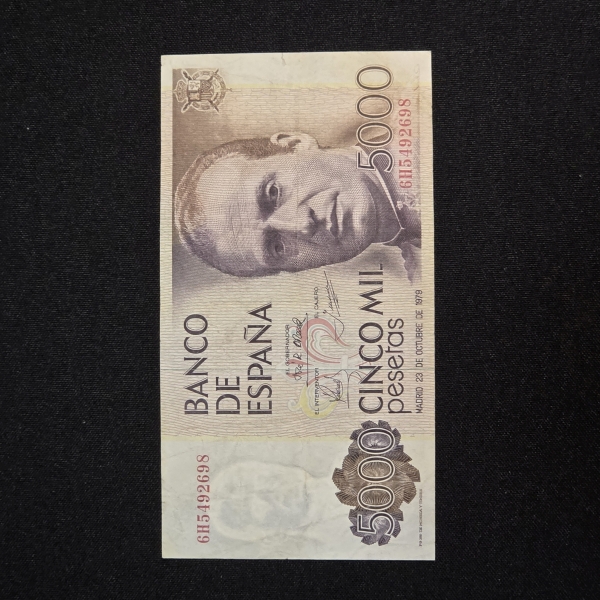 BANCO
DE
ESPAÑA
EL GOBERNADOR
EL INTERVENTOR
EL CAJERO,
5000
CINCO MIL
pesetas
5000
MADRID 23 DE OCTUBRE DE 1979
6H5492698
6H5492698